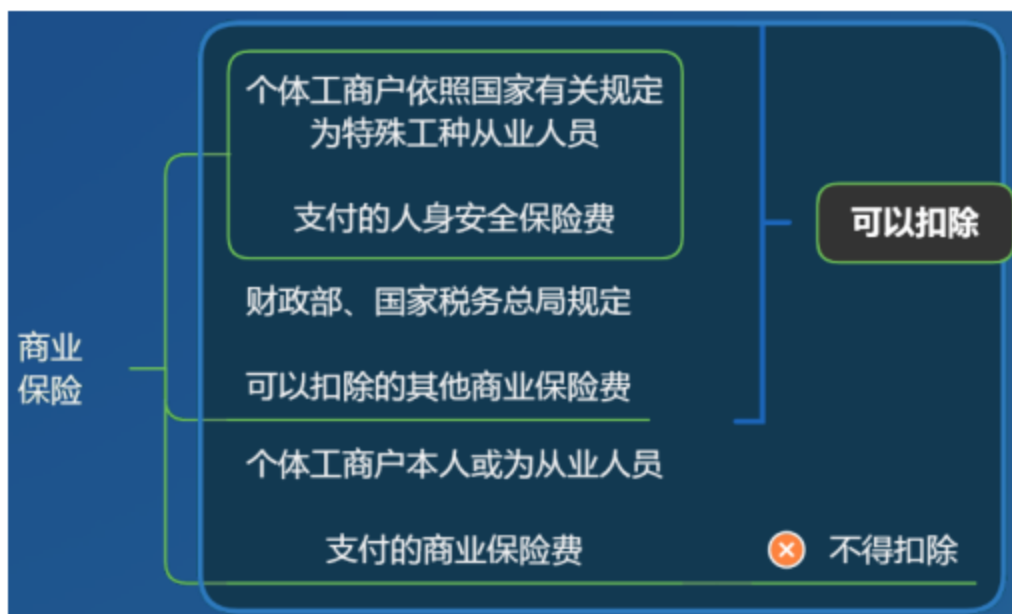 商业
保险
个体工商户依照国家有关规定
为特殊工种从业人员
支付的人身安全保险费
财政部、国家税务总局规定
可以扣除的其他商业保险费
可以扣除
个体工商户本人或为从业人员
支付的商业保险费
不得扣除